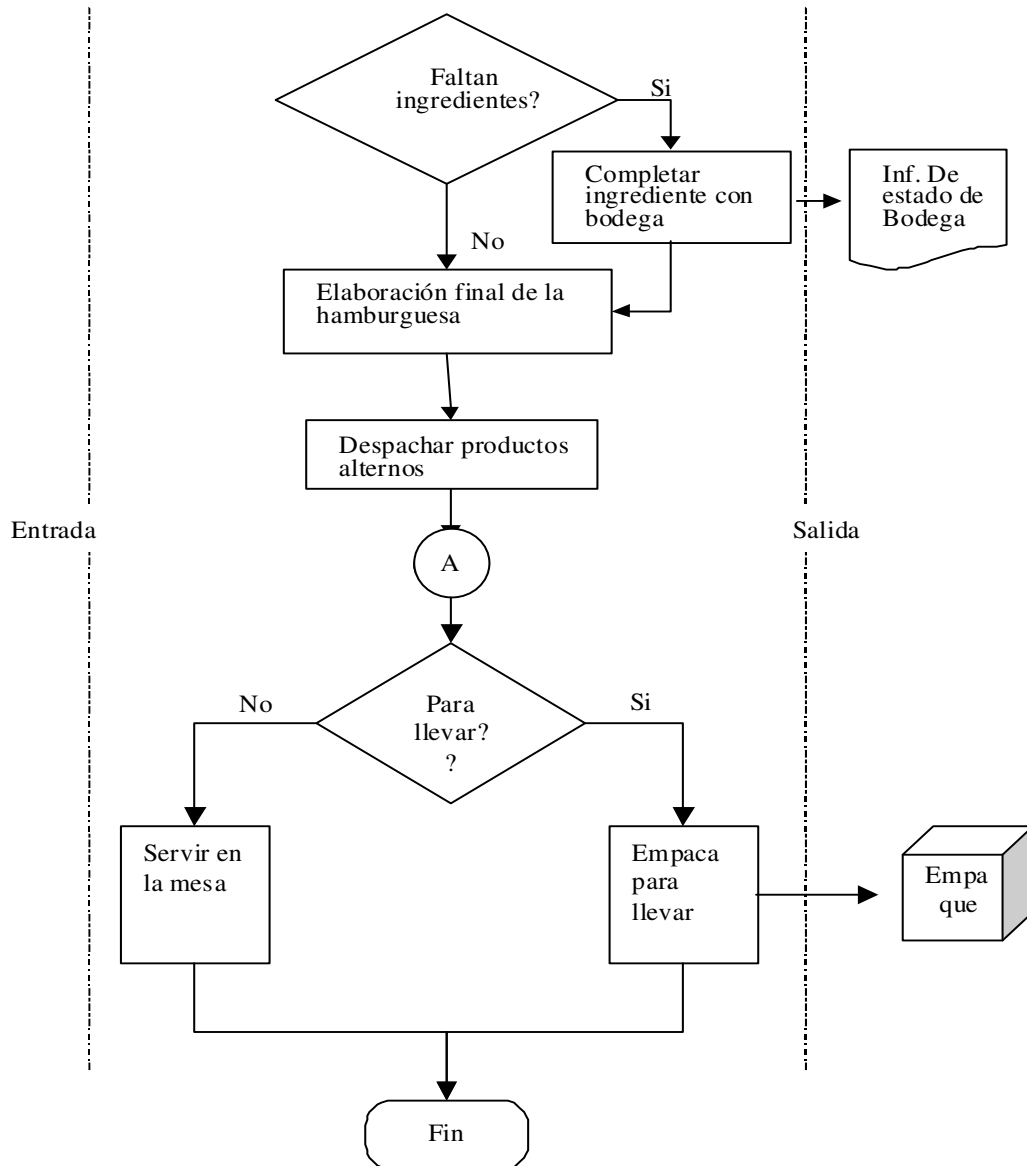 Faltan
ingredientes?
Si
Completar
ingrediente con
bodega
Inf. De
estado de
Bodega
No
Elaboración final de la
hamburguesa
Despachar productos
alternos
Entrada
Salida
A
No
Para
llevar?
?
Si
Servir en
la mesa
Empaca
para
llevar
Empa
que
Fin